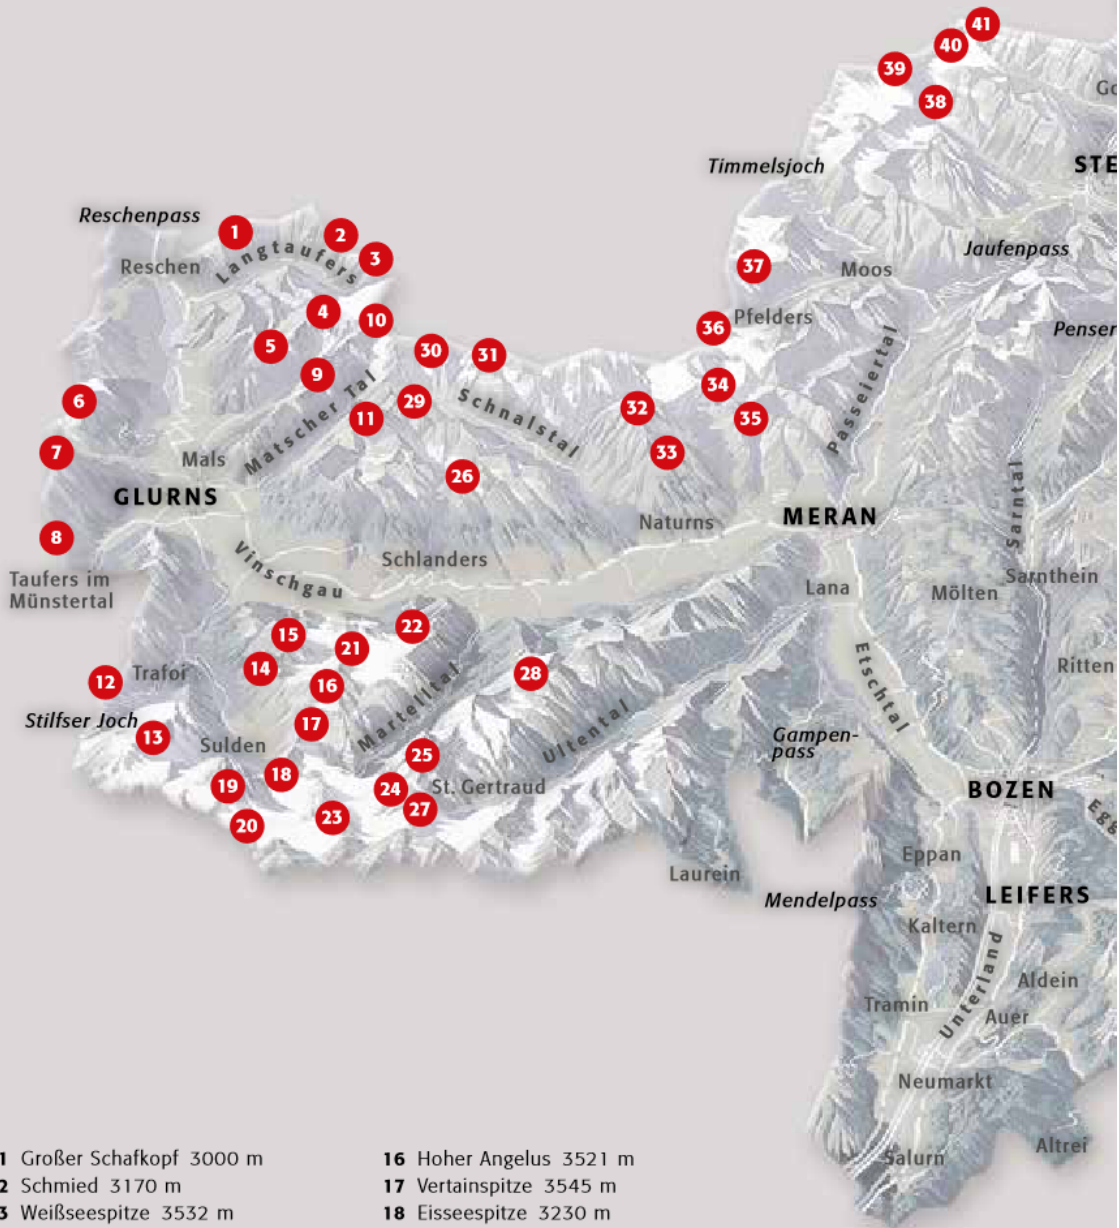 41
40
39
38
Go
Timmelsjoch
STE
Reschenpass
1
2
3
Langtaufers
Reschen
Jaufenpass
37
Moos
4
10
36
Pfelders
Penser
5
30
31
9
34
Passeiertal
6
Matscher Tal
29
11
Schnalstal
32
35
7
Mals
33
26
GLURNS
Sarntal
8
Naturns
MERAN
Vinschgau
Schlanders
Taufers im
Münstertal
Lana
Sarnthein
Mölten
15
22
21
14
12
Trafoi
16
28
Etschtal
Ritten
Stilfser Joch
13
17
Martelltal
Ultental
Sulden
Gampen-
pass
25
18
19
24
St. Gertraud
BOZEN
20
23
27
Egg
Eppan
Laurein
Mendelpass
LEIFERS
Kaltern
Unterland
Aldein
Tramin
Auer
Neumarkt
Altrei
Salurn
1 Großer Schafkopf 3000 m
2 Schmied 3170 m
3 Weißseespitze 3532 m
16 Hoher Angelus 3521 m
17 Vertainspitze 3545 m
18 Eisseespitze 3230 m